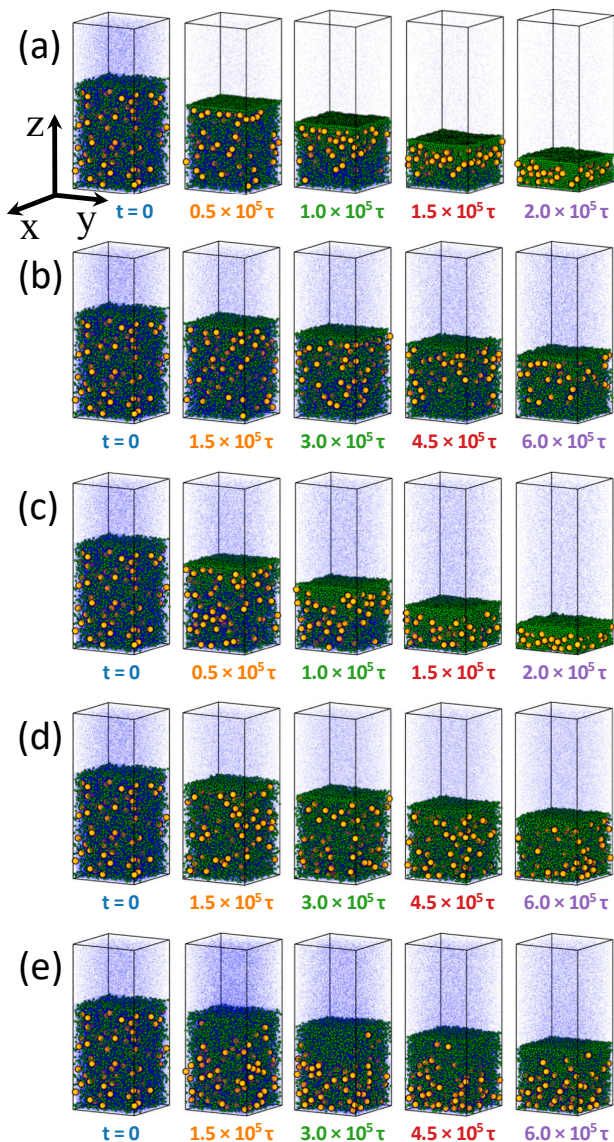 (a)
z
x
y
t = 0 0.5 × 10⁵ τ 1.0 × 10⁵ τ 1.5 × 10⁵ τ 2.0 × 10⁵ τ
(b)
t = 0 1.5 × 10⁵ τ 3.0 × 10⁵ τ 4.5 × 10⁵ τ 6.0 × 10⁵ τ
(c)
t = 0 0.5 × 10⁵ τ 1.0 × 10⁵ τ 1.5 × 10⁵ τ 2.0 × 10⁵ τ
(d)
t = 0 1.5 × 10⁵ τ 3.0 × 10⁵ τ 4.5 × 10⁵ τ 6.0 × 10⁵ τ
(e)
t = 0 1.5 × 10⁵ τ 3.0 × 10⁵ τ 4.5 × 10⁵ τ 6.0 × 10⁵ τ